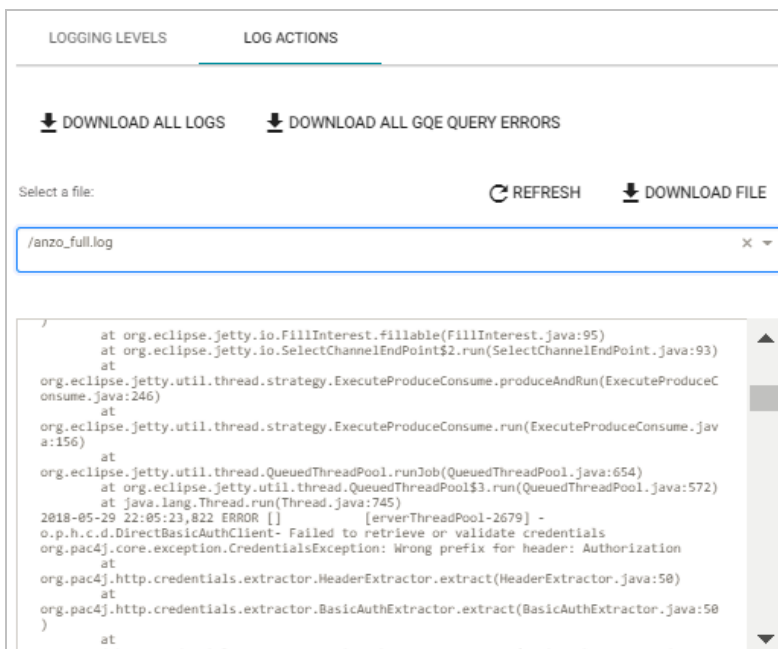 LOGGING LEVELS LOG ACTIONS
DOWNLOAD ALL LOGS DOWNLOAD ALL GQE QUERY ERRORS
Select a file: REFRESH DOWNLOAD FILE
/anzo_full.log
)
at org.eclipse.jetty.io.FillInterest.fillable(FillInterest.java:95)
at org.eclipse.jetty.io.SelectChannelEndPoint$2.run(SelectChannelEndPoint.java:93)
at
org.eclipse.jetty.util.thread.strategy.ExecuteProduceConsume.produceAndRun(ExecuteProduceC
onsume.java:246)
at
org.eclipse.jetty.util.thread.strategy.ExecuteProduceConsume.run(ExecuteProduceConsume.jav
a:156)
at
org.eclipse.jetty.util.thread.QueuedThreadPool.runJob(QueuedThreadPool.java:654)
at org.eclipse.jetty.util.thread.QueuedThreadPool$3.run(QueuedThreadPool.java:572)
at java.lang.Thread.run(Thread.java:745)
2018-05-29 22:05:23,822 ERROR [] [erverThreadPool-2679] -
o.p.h.c.d.DirectBasicAuthClient- Failed to retrieve or validate credentials
org.pac4j.core.exception.CredentialsException: Wrong prefix for header: Authorization
at
org.pac4j.http.credentials.extractor.HeaderExtractor.extract(HeaderExtractor.java:50)
at
org.pac4j.http.credentials.extractor.BasicAuthExtractor.extract(BasicAuthExtractor.java:50
)
at